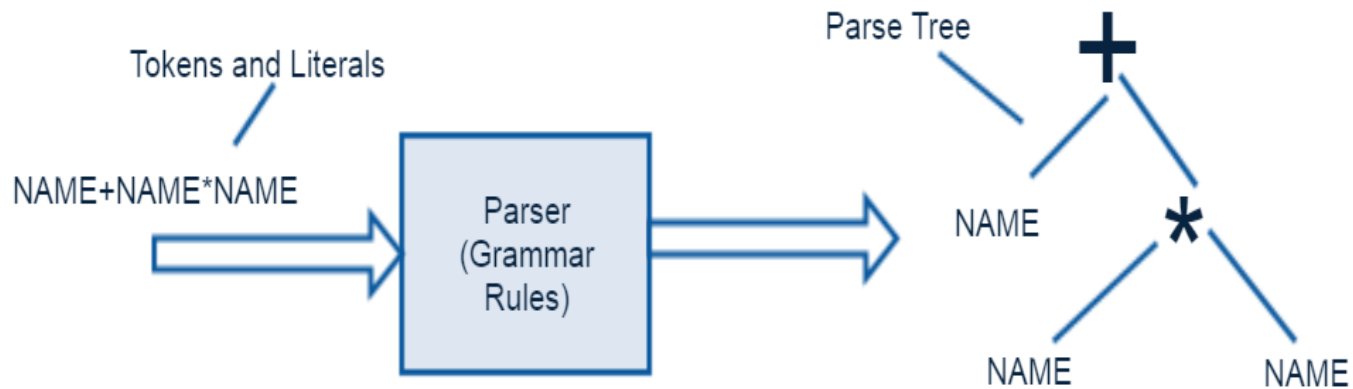 Parse Tree
+
Tokens and Literals
NAME+NAME*NAME
Parser
(Grammar
Rules)
NAME
*
NAME
NAME